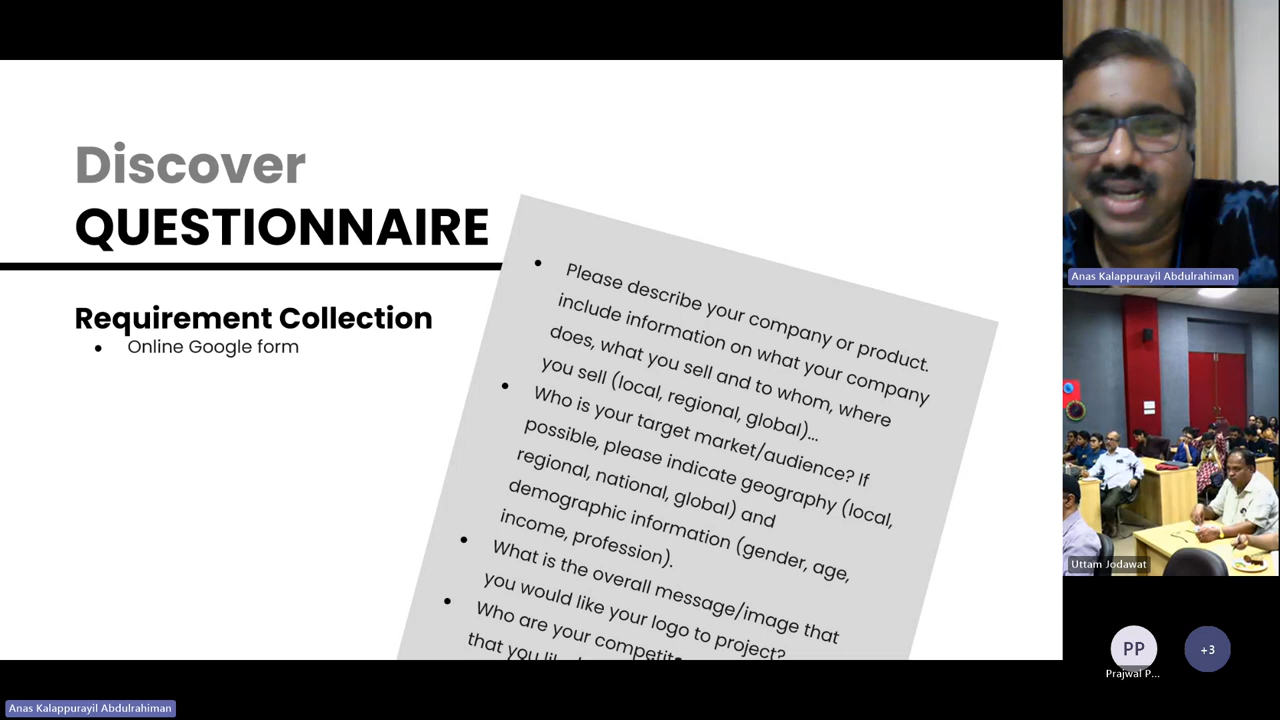 Discover
QUESTIONNAIRE
Requirement Collection
• Online Google form
• Please describe your company or product.
include information on what your company
does, what you sell and to whom, where
you sell (local, regional, global)...
• Who is your target market/audience? If
possible, please indicate geography (local,
regional, national, global) and
demographic information (gender, age,
income, profession).
• What is the overall message/image that
you would like your logo to project?
• Who are your
that you
Anas Kalappurayil Abdulrahiman
Uttam Jodawat
PP
Prajwal P...
+3
Anas Kalappurayil Abdulrahiman